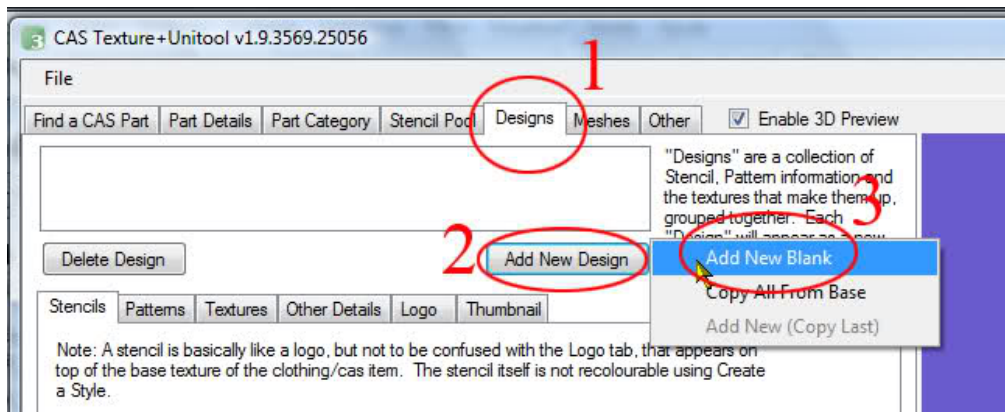 CAS Texture+Unitool v1.9.3569.25056
1
File
Find a CAS Part Part Details Part Category Stencil Pool Designs Meshes Other Enable 3D Preview
"Designs" are a collection of
Stencil, Pattern information and
the textures that make them up,
grouped together. Each
"Design" will appear as a new
3
2
Delete Design Add New Design Add New Blank
Copy All From Base
Add New (Copy Last)
Stencils Patterns Textures Other Details Logo Thumbnail
Note: A stencil is basically like a logo, but not to be confused with the Logo tab, that appears on
top of the base texture of the clothing/cas item. The stencil itself is not recolourable using Create
a Style.